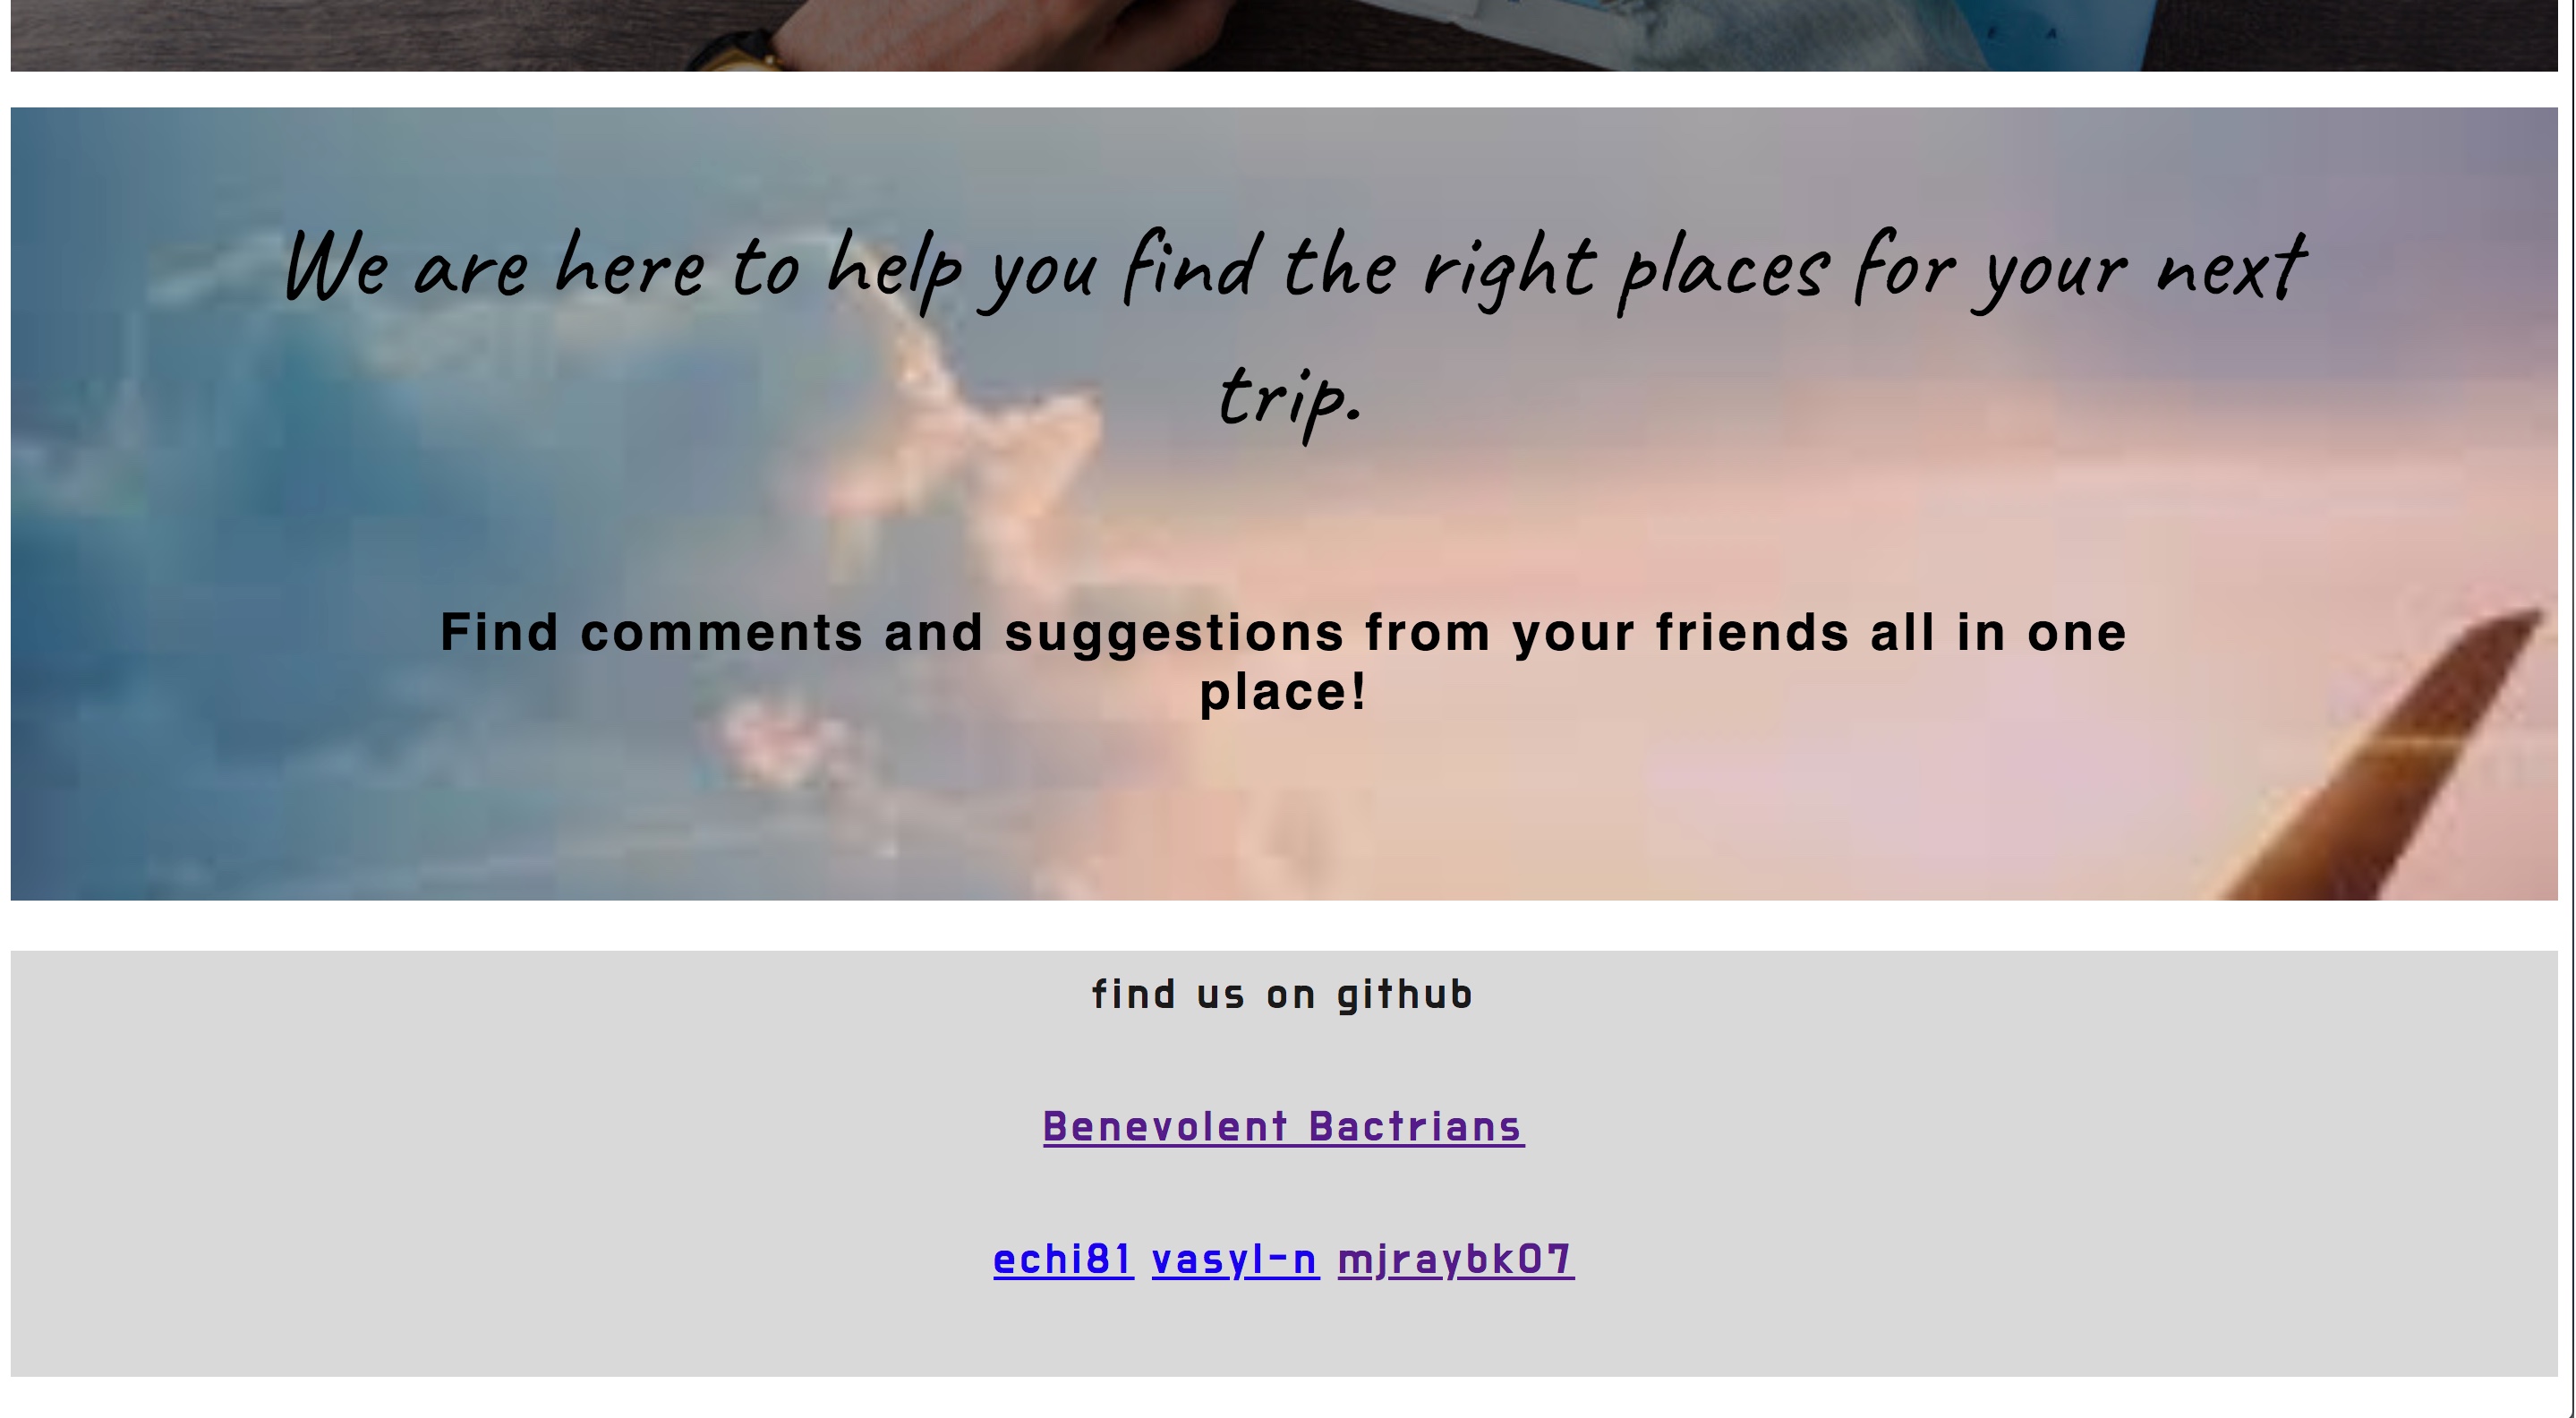 We are here to help you find the right places for your next
trip.
Find comments and suggestions from your friends all in one
place!
find us on github
Benevolent Bactrians
echi81 vasyl-n mjraybk07